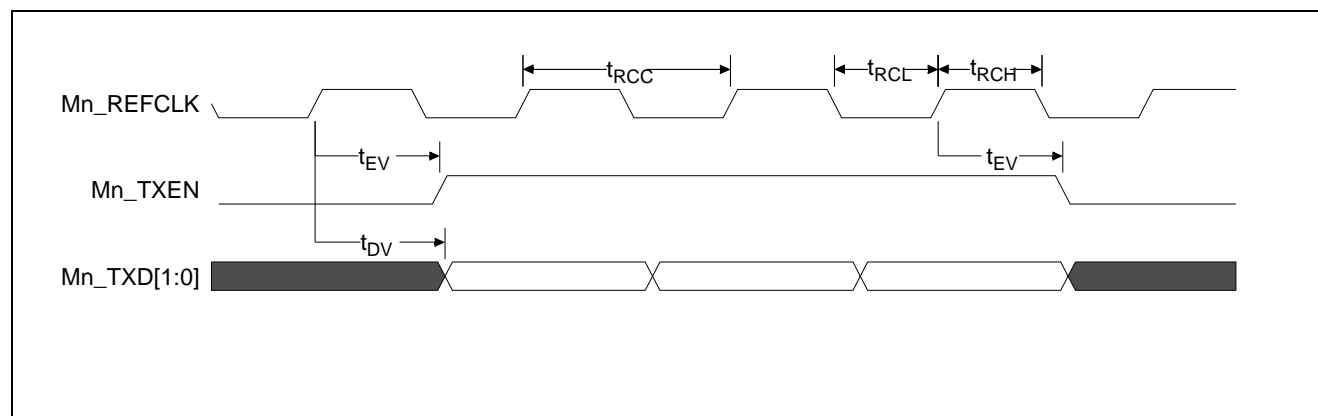 tRCC
tRCL
tRCH
Mn_REFCLK
tEV
tEV
Mn_TXEN
tDV
Mn_TXD[1:0]